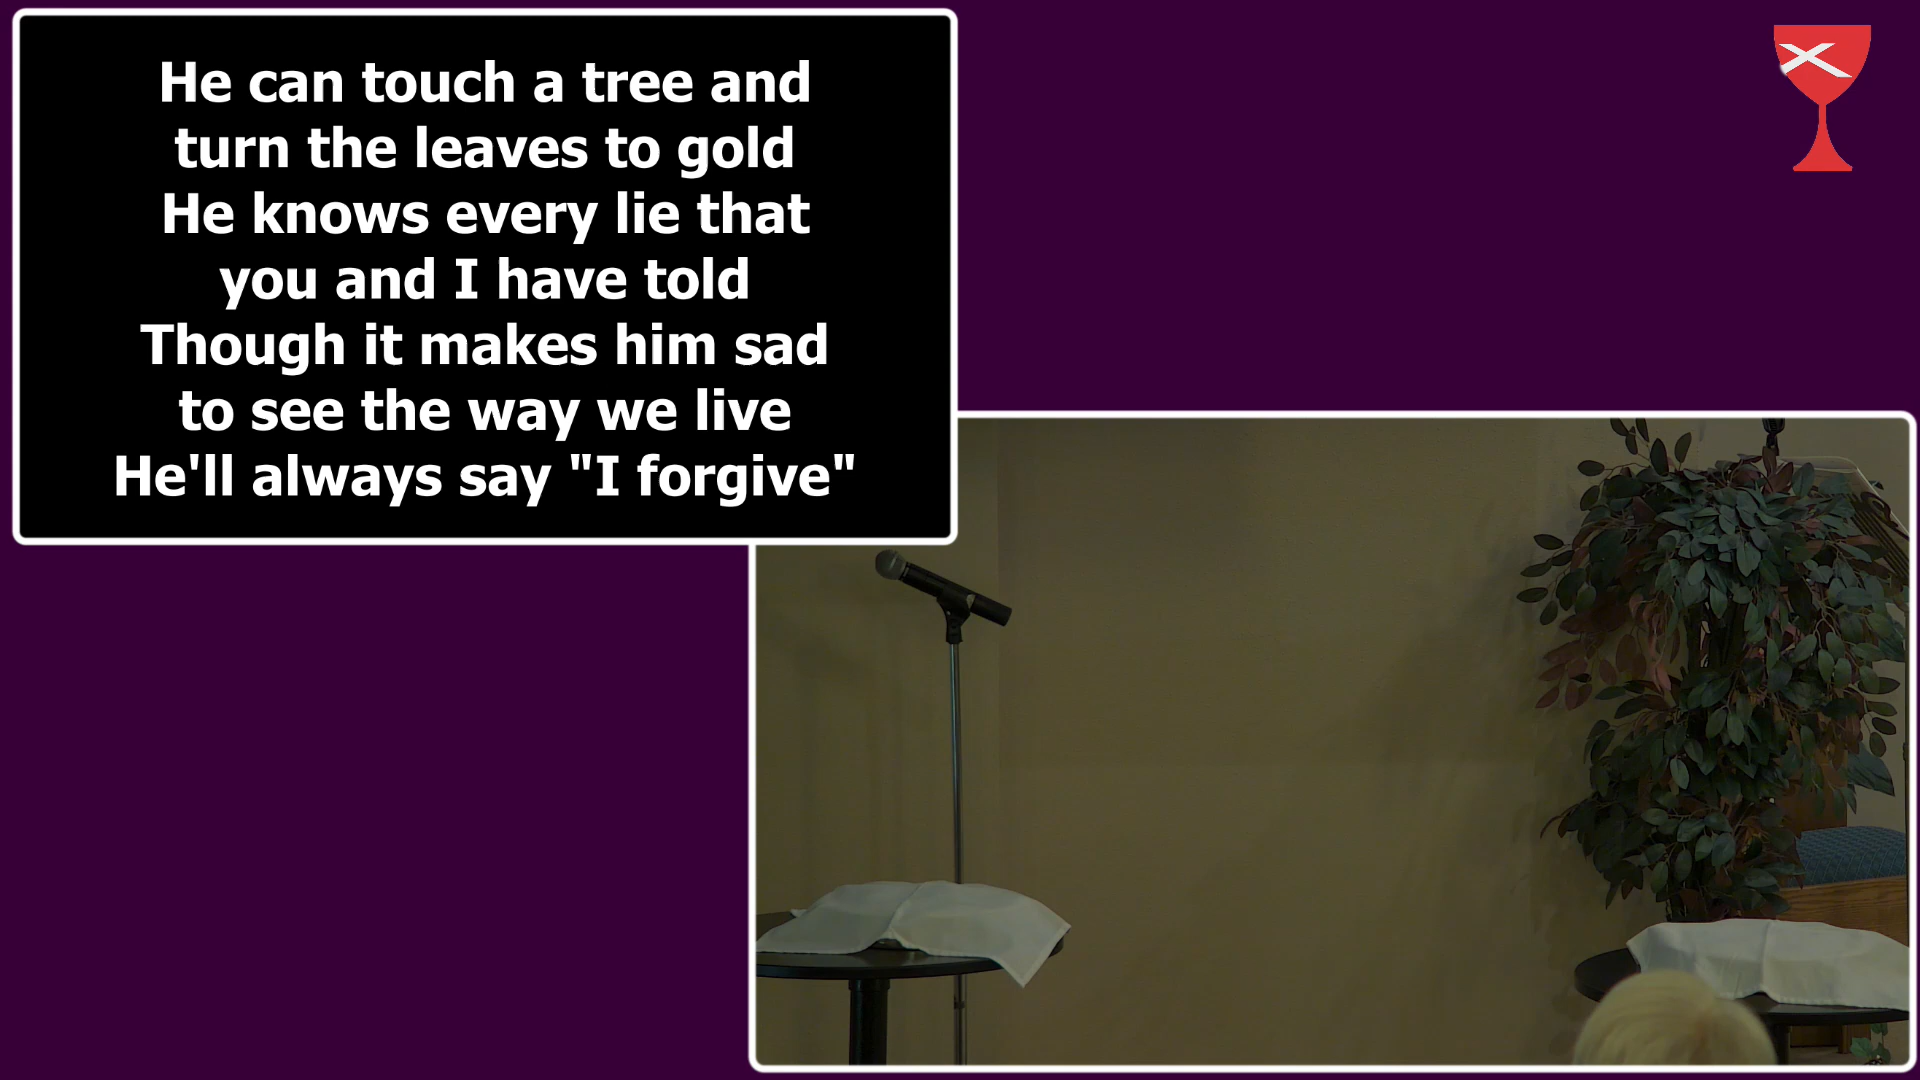 He can touch a tree and
turn the leaves to gold
He knows every lie that
you and I have told
Though it makes him sad
to see the way we live
He'll always say "I forgive"